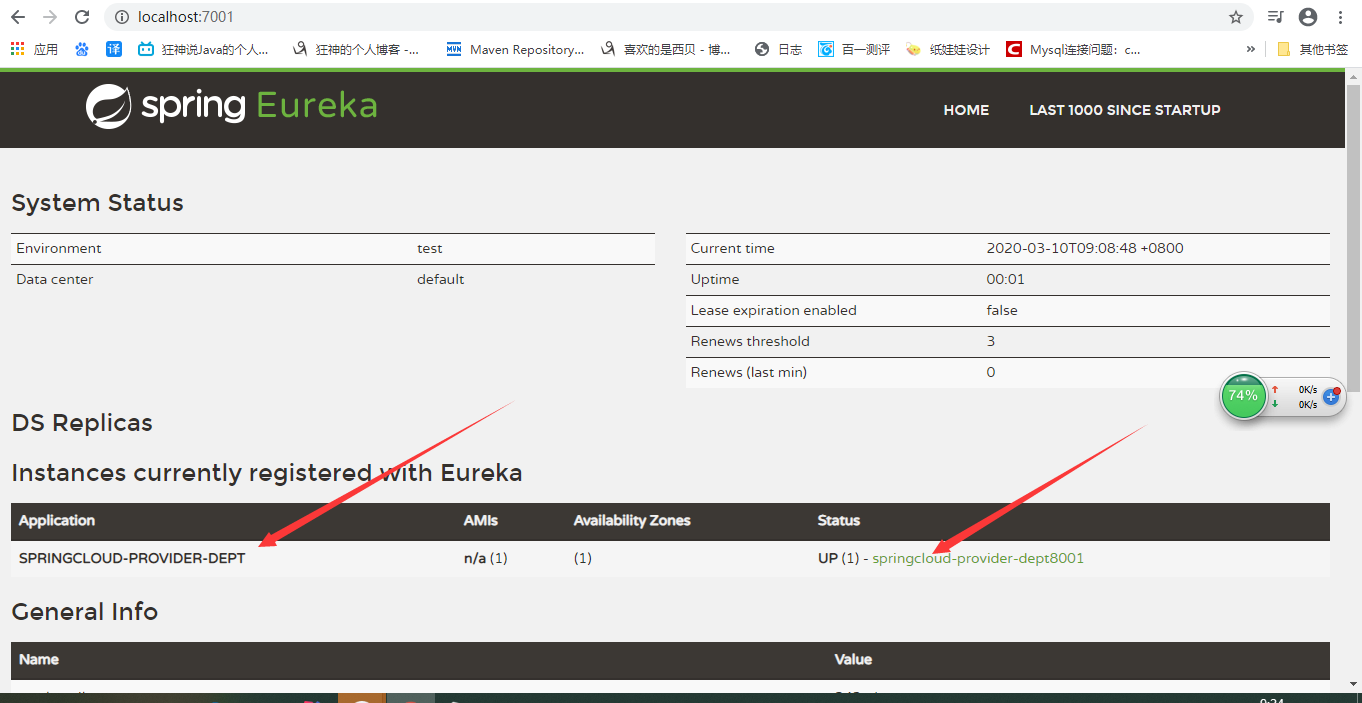 localhost:7001
应用 译 狂神说Java的个人... 狂神的个人博客 -... MVN Maven Repository... 喜欢的是西贝 - 博... 日志 百一测评 纸娃娃设计 C Mysql连接问题：c... » 其他书签
spring Eureka HOME LAST 1000 SINCE STARTUP
System Status
Environment test
Data center default
Current time 2020-03-10T09:08:48 +0800
Uptime 00:01
Lease expiration enabled false
Renews threshold 3
Renews (last min) 0
74% 0K/s
0K/s
DS Replicas
Instances currently registered with Eureka
Application AMIs Availability Zones Status
SPRINGCLOUD-PROVIDER-DEPT n/a (1) (1) UP (1) - springcloud-provider-dept8001
General Info
Name Value